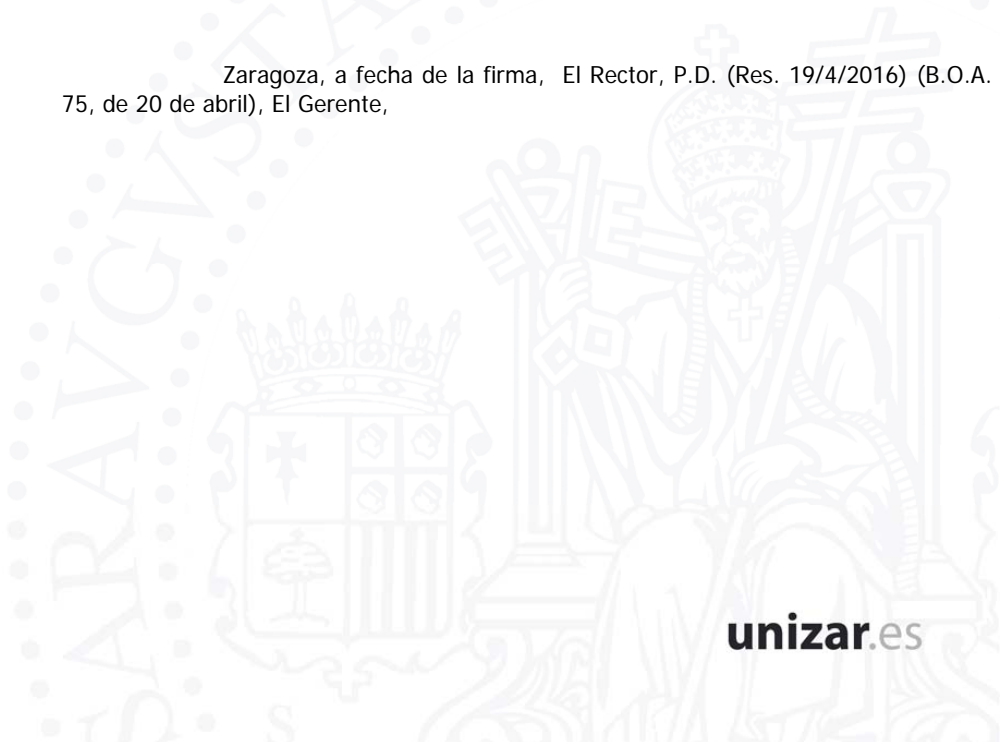 Zaragoza, a fecha de la firma, El Rector, P.D. (Res. 19/4/2016) (B.O.A.
75, de 20 de abril), El Gerente,
SARAVGVSTA
S
unizar.es